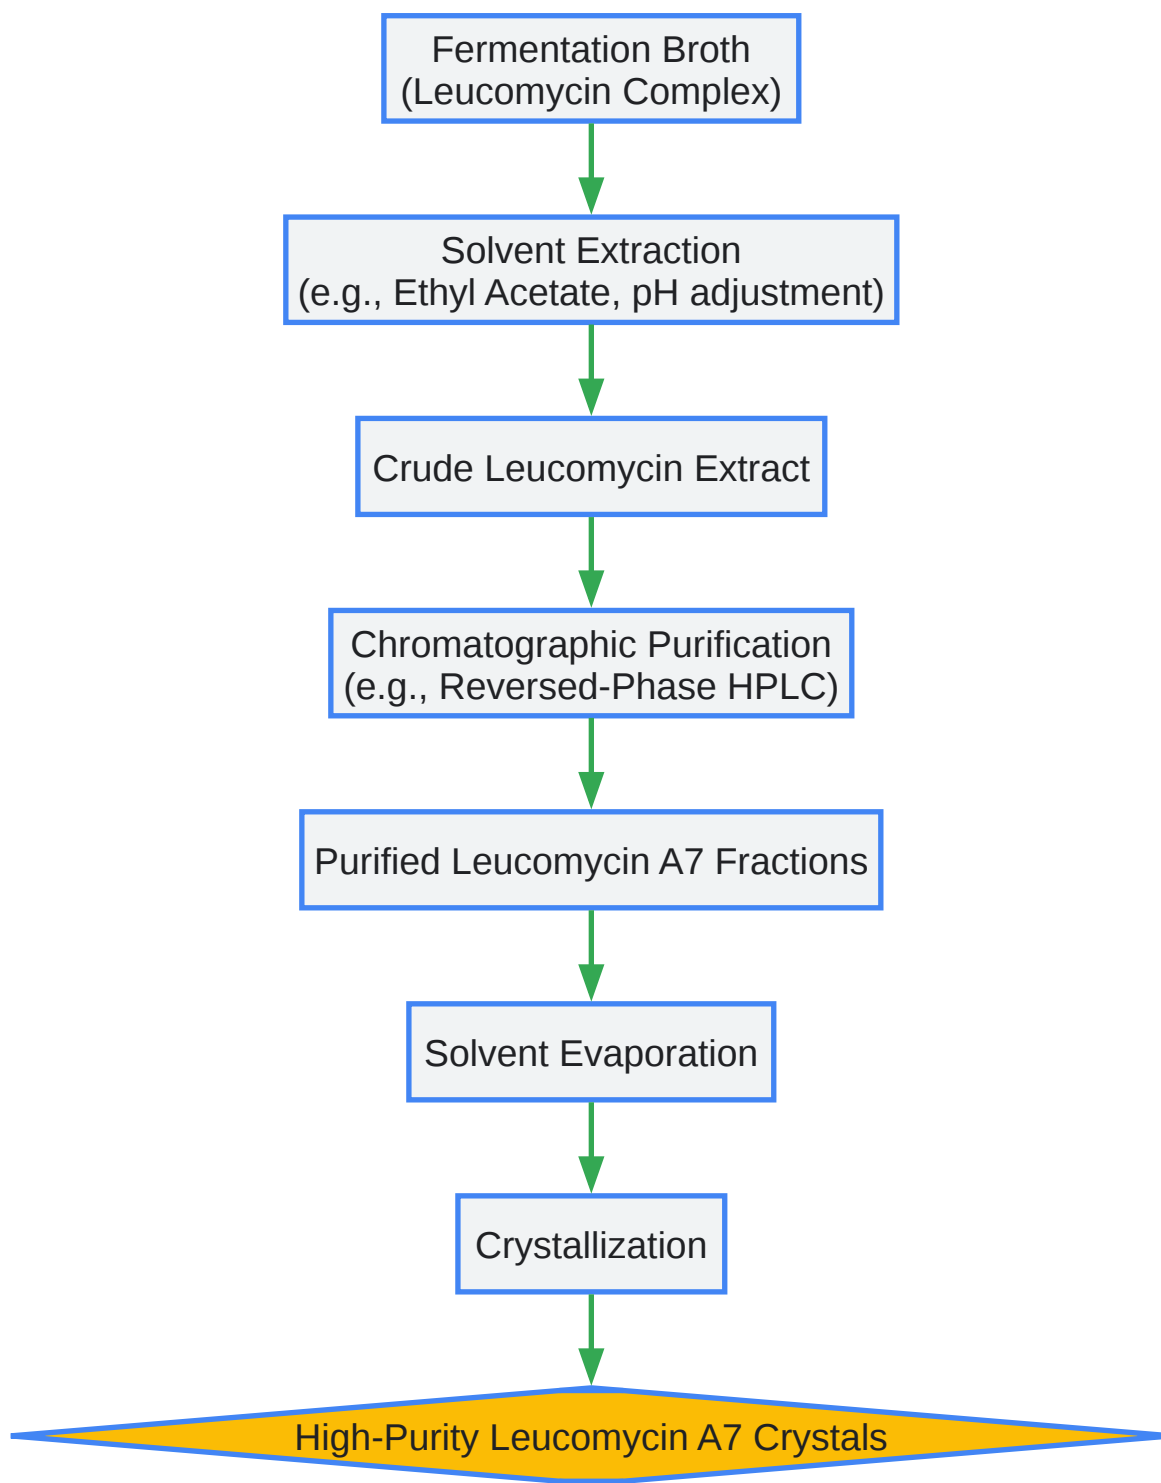 Fermentation Broth
(Leucomycin Complex)
Solvent Extraction
(e.g., Ethyl Acetate, pH adjustment)
Crude Leucomycin Extract
Chromatographic Purification
(e.g., Reversed-Phase HPLC)
Purified Leucomycin A7 Fractions
Solvent Evaporation
Crystallization
High-Purity Leucomycin A7 Crystals